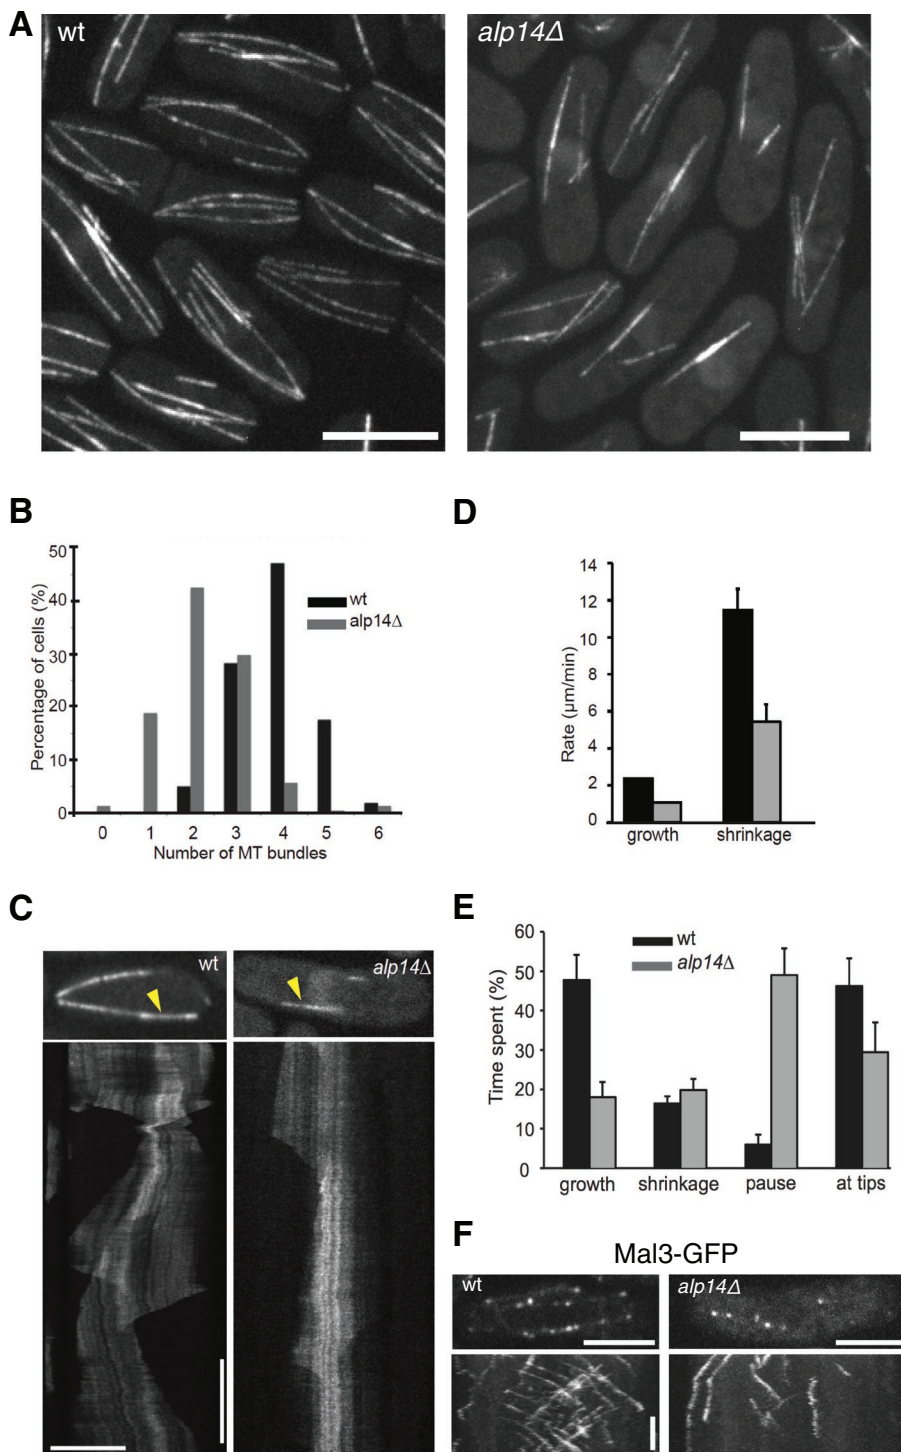 A
wt
alp14Δ
B
Percentage of cells (%)
50
40
30
20
10
0
wt
alp14Δ
0 1 2 3 4 5 6
Number of MT bundles
D
Rate (µm/min)
14
12
10
8
6
4
2
0
growth shrinkage
C
wt
alp14Δ
E
Time spent (%)
60
50
40
30
20
10
0
wt
alp14Δ
growth shrinkage pause at tips
F
Mal3-GFP
wt
alp14Δ